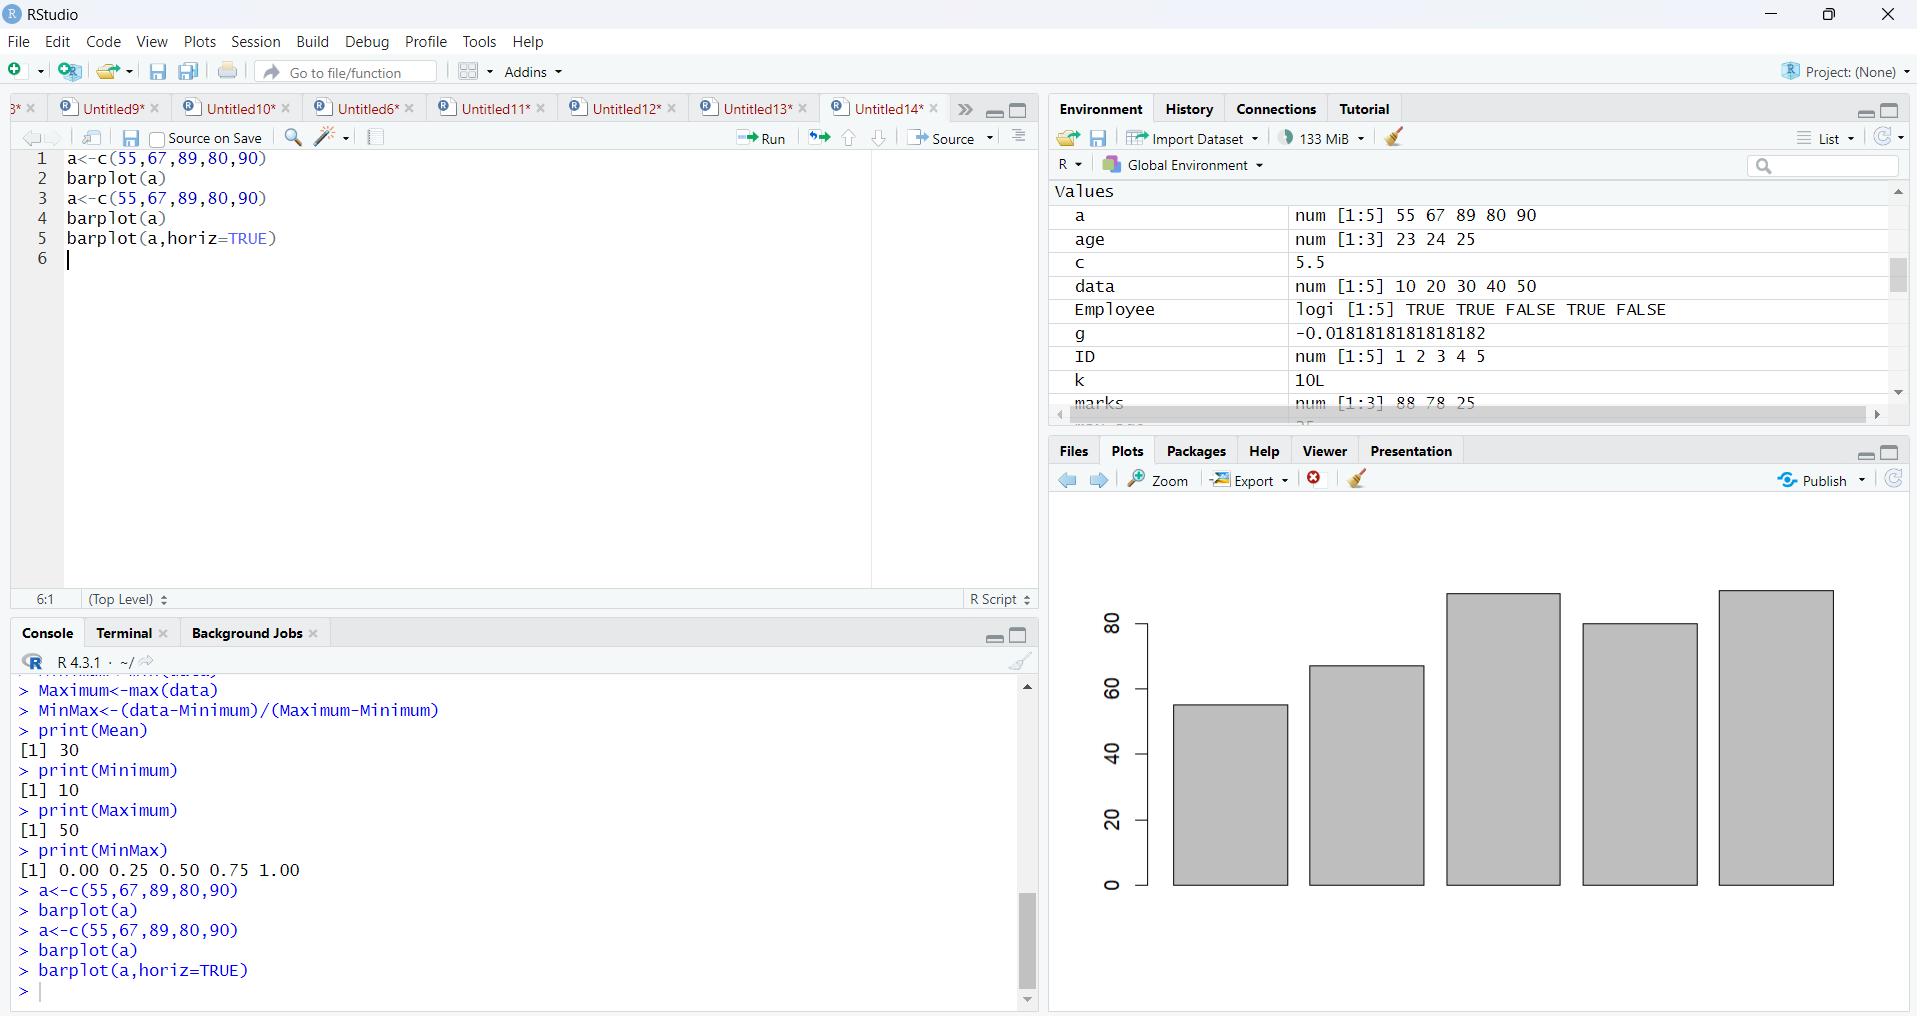 RStudio
File Edit Code View Plots Session Build Debug Profile Tools Help
Go to file/function Addins Project: (None)
Untitled9* Untitled10* Untitled6* Untitled11* Untitled12* Untitled13* Untitled14*
Source on Save Run Source
1 a<-c(55,67,89,80,90)
2 barplot(a)
3 a<-c(55,67,89,80,90)
4 barplot(a)
5 barplot(a,horiz=TRUE)
6
6:1 (Top Level) R Script
Console Terminal Background Jobs
R 4.3.1 · ~/
> Maximum<-max(data)
> MinMax<-(data-Minimum)/(Maximum-Minimum)
> print(Mean)
[1] 30
> print(Minimum)
[1] 10
> print(Maximum)
[1] 50
> print(MinMax)
[1] 0.00 0.25 0.50 0.75 1.00
> a<-c(55,67,89,80,90)
> barplot(a)
> a<-c(55,67,89,80,90)
> barplot(a)
> barplot(a,horiz=TRUE)
>
Environment History Connections Tutorial
Import Dataset 133 MiB List
R Global Environment
Values
a num [1:5] 55 67 89 80 90
age num [1:3] 23 24 25
c 5.5
data num [1:5] 10 20 30 40 50
Employee logi [1:5] TRUE TRUE FALSE TRUE FALSE
g -0.0181818181818182
ID num [1:5] 1 2 3 4 5
k 10L
marks num [1:3] 88 78 25
Files Plots Packages Help Viewer Presentation
Zoom Export Publish
80
60
40
20
0